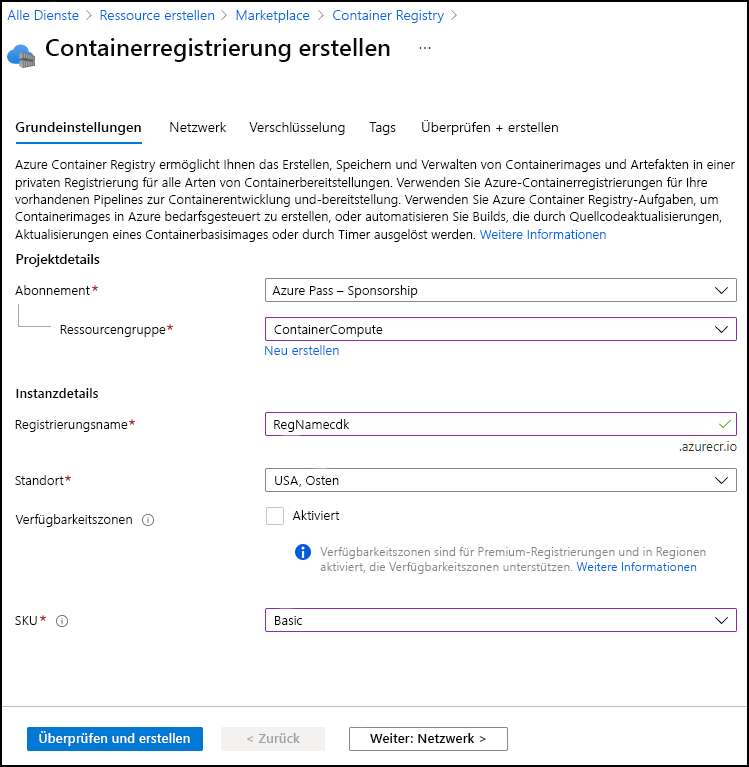 Alle Dienste > Ressource erstellen > Marketplace > Container Registry >
Containerregistrierung erstellen ...
Grundeinstellungen Netzwerk Verschlüsselung Tags Überprüfen + erstellen
Azure Container Registry ermöglicht Ihnen das Erstellen, Speichern und Verwalten von Containerimages und Artefakten in einer
privaten Registrierung für alle Arten von Containerbereitstellungen. Verwenden Sie Azure-Containerregistrierungen für Ihre
vorhandenen Pipelines zur Containerentwicklung und-bereitstellung. Verwenden Sie Azure Container Registry-Aufgaben, um
Containerimages in Azure bedarfsgesteuert zu erstellen, oder automatisieren Sie Builds, die durch Quellcodeaktualisierungen,
Aktualisierungen eines Containerbasisimages oder durch Timer ausgelöst werden. Weitere Informationen
Projektdetails
Abonnement* Azure Pass – Sponsorship
Ressourcengruppe* ContainerCompute
Neu erstellen
Instanzdetails
Registrierungsname* RegNamecdk
.azurecr.io
Standort* USA, Osten
Verfügbarkeitszonen Aktiviert
Verfügbarkeitszonen sind für Premium-Registrierungen und in Regionen
aktiviert, die Verfügbarkeitszonen unterstützen. Weitere Informationen
SKU* Basic
Überprüfen und erstellen < Zurück Weiter: Netzwerk >